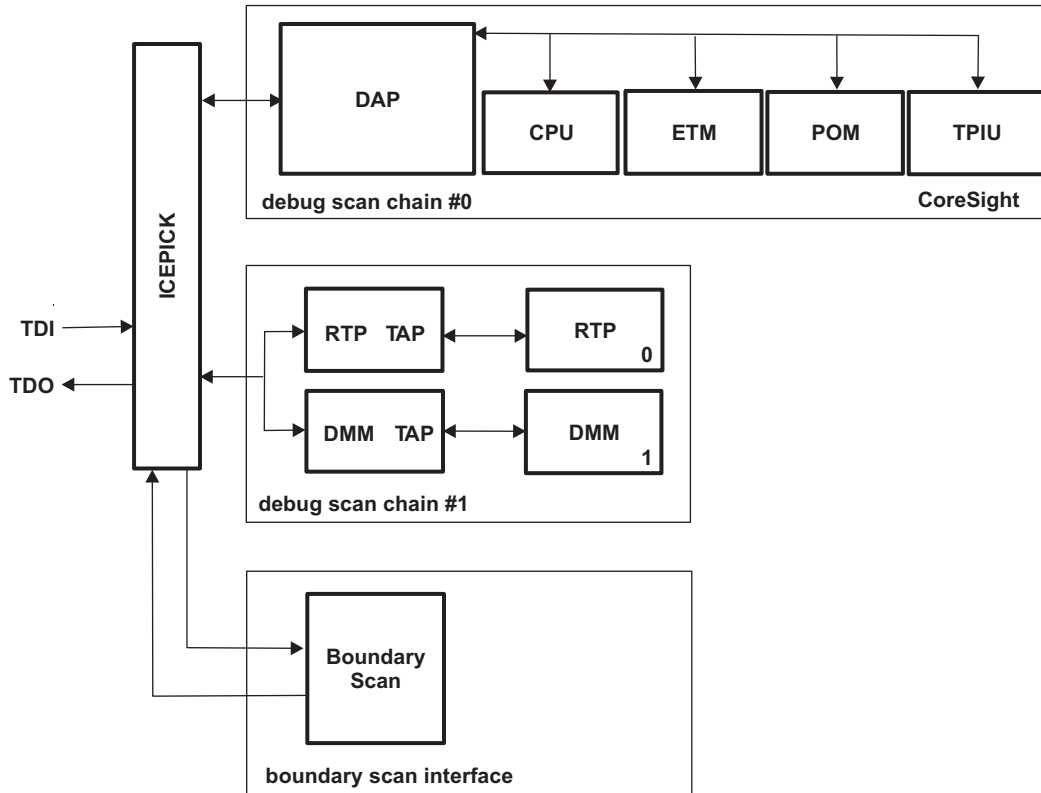 DAP
CPU
ETM
POM
TPIU
debug scan chain #0
CoreSight
ICEPICK
TDI
TDO
RTP TAP
RTP
0
DMM TAP
DMM
1
debug scan chain #1
Boundary
Scan
boundary scan interface